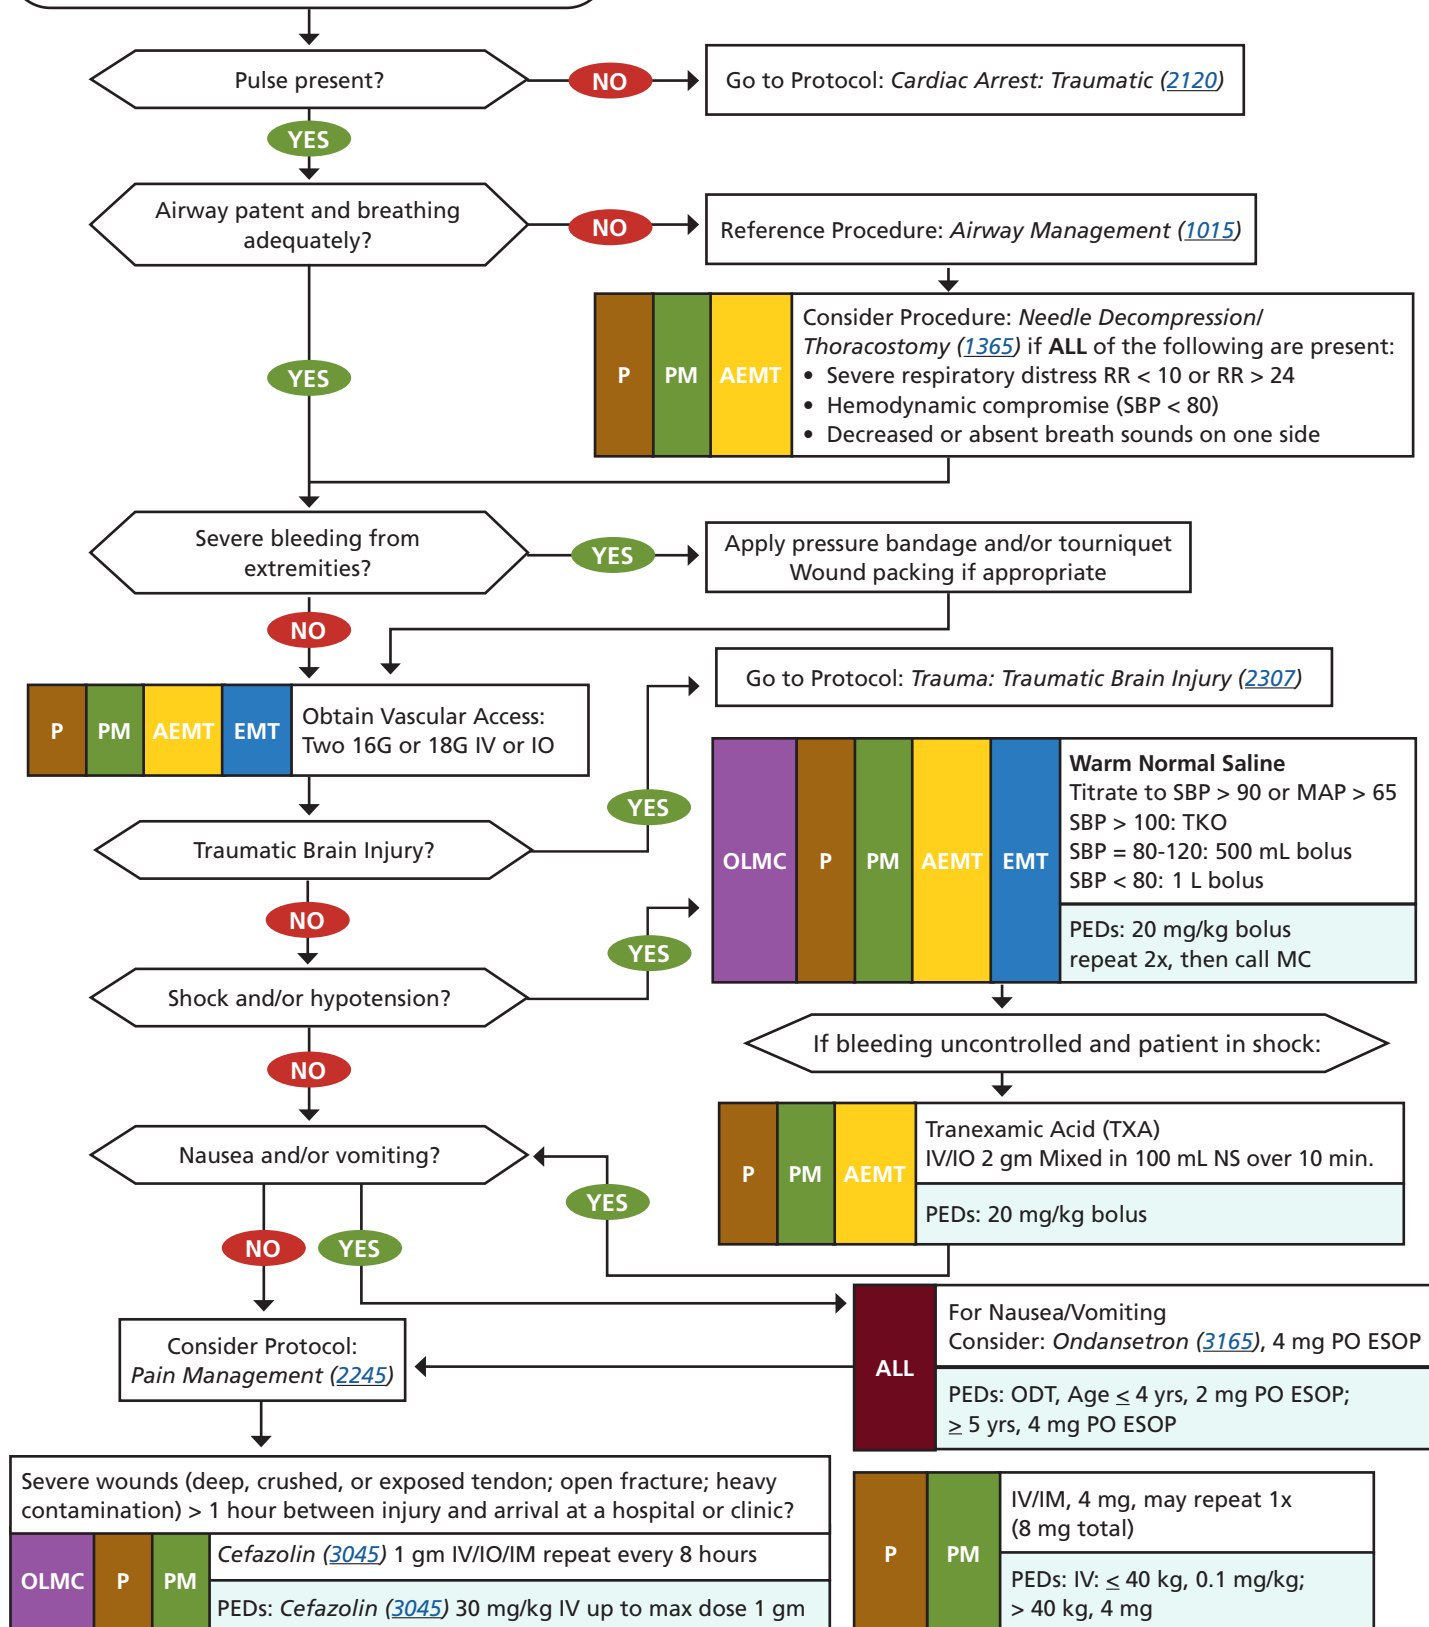 Pulse present?
NO
Go to Protocol: Cardiac Arrest: Traumatic (2120)
YES
Airway patent and breathing
adequately?
NO
Reference Procedure: Airway Management (1015)
P
PM
AEMT
Consider Procedure: Needle Decompression/
Thoracostomy (1365) if ALL of the following are present:
• Severe respiratory distress RR < 10 or RR > 24
• Hemodynamic compromise (SBP < 80)
• Decreased or absent breath sounds on one side
YES
Severe bleeding from
extremities?
YES
Apply pressure bandage and/or tourniquet
Wound packing if appropriate
NO
P
PM
AEMT
EMT
Obtain Vascular Access:
Two 16G or 18G IV or IO
Traumatic Brain Injury?
YES
Go to Protocol: Trauma: Traumatic Brain Injury (2307)
NO
Shock and/or hypotension?
YES
OLMC
P
PM
AEMT
EMT
Warm Normal Saline
Titrate to SBP > 90 or MAP > 65
SBP > 100: TKO
SBP = 80-120: 500 mL bolus
SBP < 80: 1 L bolus
PEDs: 20 mg/kg bolus
repeat 2x, then call MC
If bleeding uncontrolled and patient in shock:
P
PM
AEMT
Tranexamic Acid (TXA)
IV/IO 2 gm Mixed in 100 mL NS over 10 min.
PEDs: 20 mg/kg bolus
YES
NO
Nausea and/or vomiting?
NO
YES
ALL
For Nausea/Vomiting
Consider: Ondansetron (3165), 4 mg PO ESOP
PEDs: ODT, Age ≤ 4 yrs, 2 mg PO ESOP;
≥ 5 yrs, 4 mg PO ESOP
P
PM
IV/IM, 4 mg, may repeat 1x
(8 mg total)
PEDs: IV: ≤ 40 kg, 0.1 mg/kg;
> 40 kg, 4 mg
Consider Protocol:
Pain Management (2245)
Severe wounds (deep, crushed, or exposed tendon; open fracture; heavy
contamination) > 1 hour between injury and arrival at a hospital or clinic?
OLMC
P
PM
Cefazolin (3045) 1 gm IV/IO/IM repeat every 8 hours
PEDs: Cefazolin (3045) 30 mg/kg IV up to max dose 1 gm